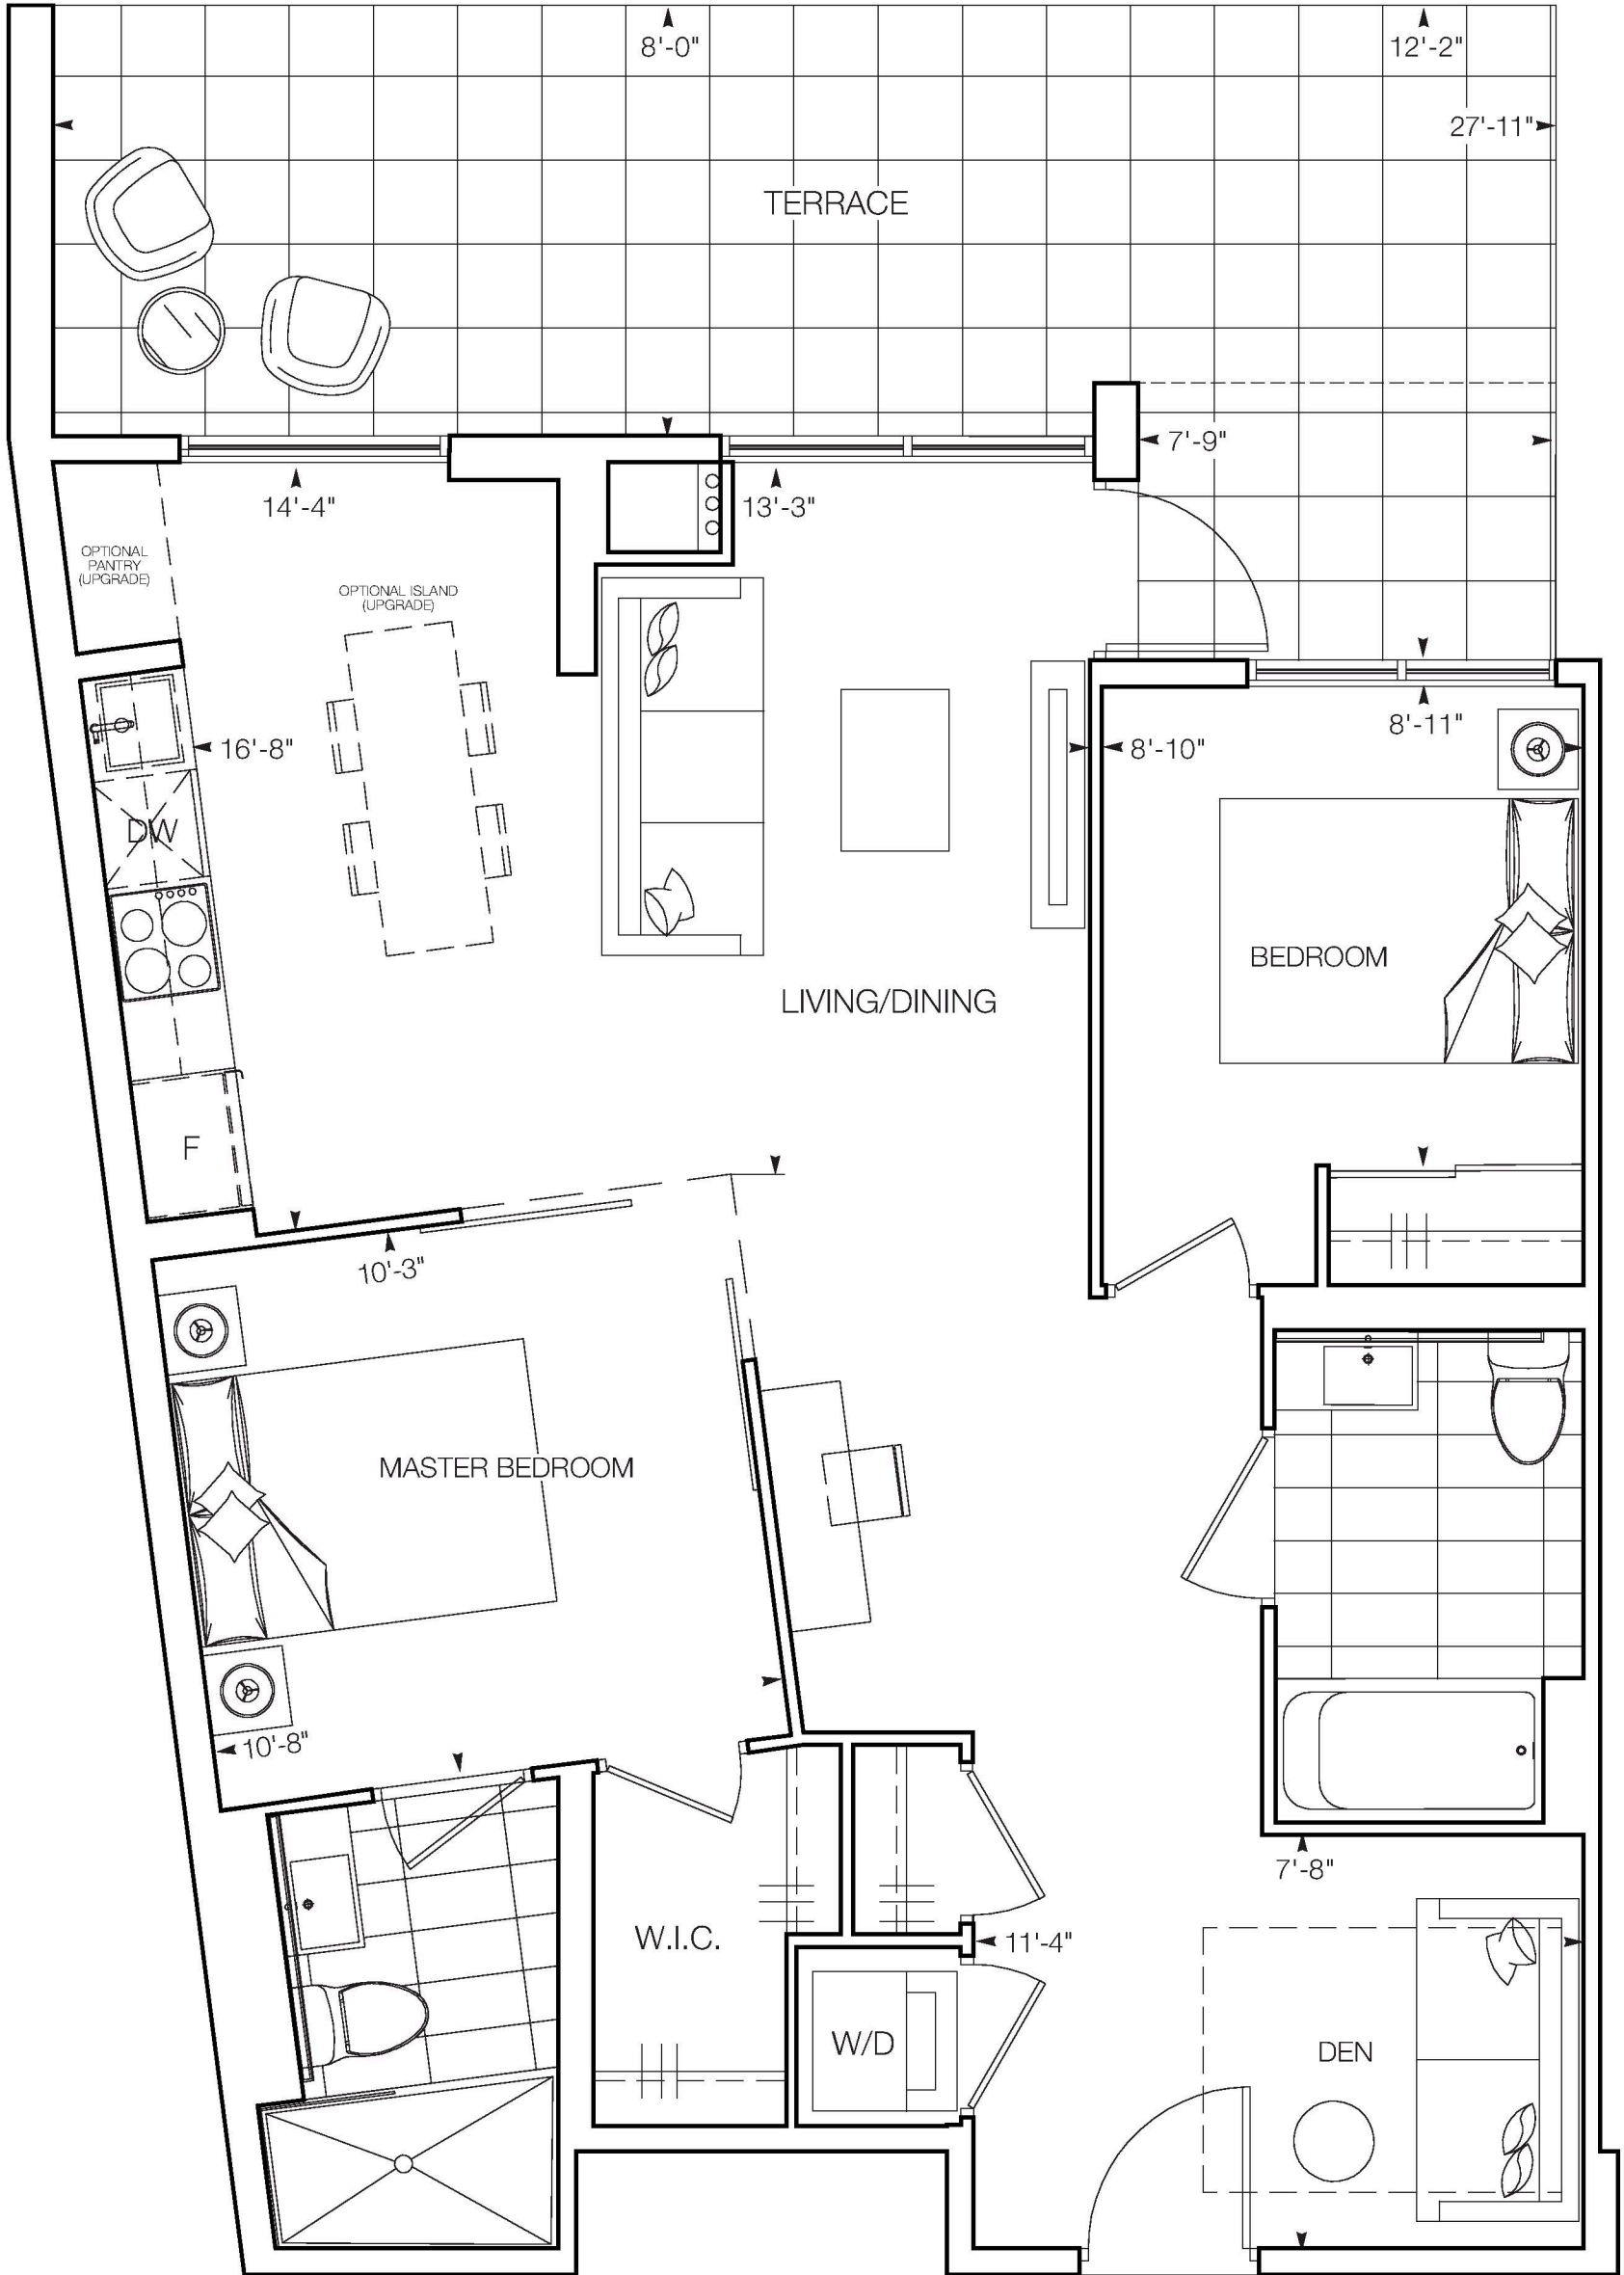 8'-0"
12'-2"
27'-11"
TERRACE
7'-9"
14'-4"
13'-3"
OPTIONAL
PANTRY
(UPGRADE)
OPTIONAL ISLAND
(UPGRADE)
16'-8"
8'-10"
8'-11"
DW
BEDROOM
LIVING/DINING
F
10'-3"
MASTER BEDROOM
10'-8"
7'-8"
W.I.C.
11'-4"
W/D
DEN